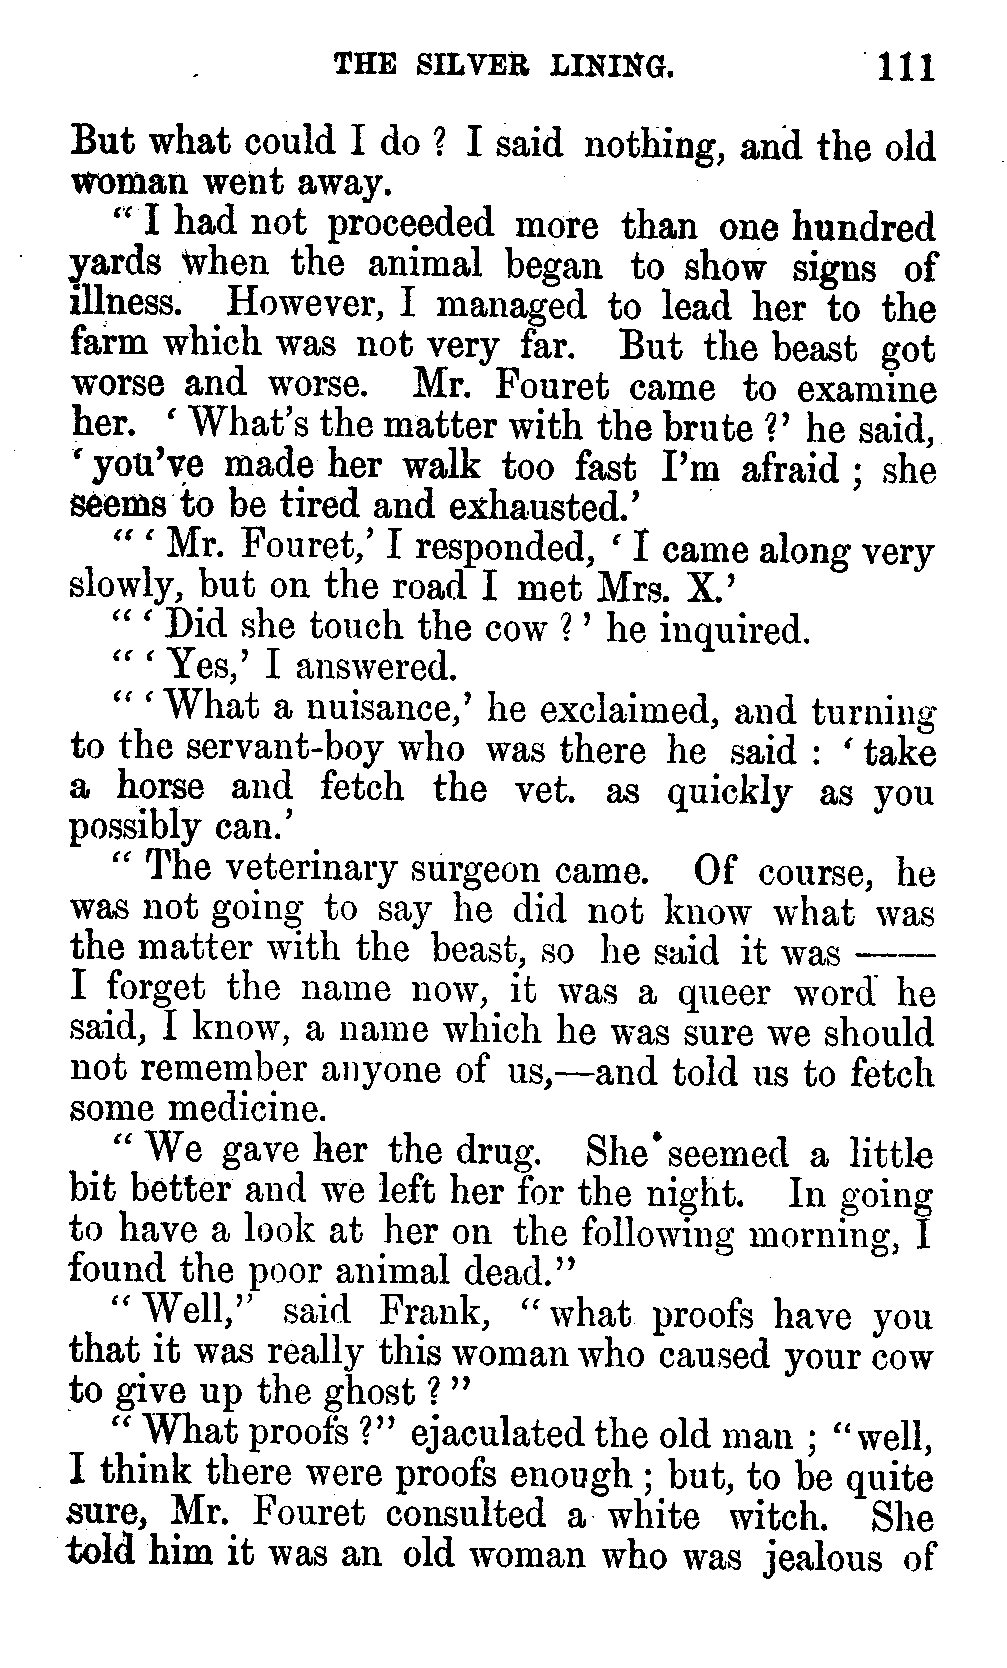 THE SILVER LINING. 111
But what could I do ? I said nothing, and the old
woman went away.
“ I had not proceeded more than one hundred
yards when the animal began to show signs of
illness. However, I managed to lead her to the
farm which was not very far. But the beast got
worse and worse. Mr. Fouret came to examine
her. ‘ What’s the matter with the brute ?’ he said,
‘ you’ve made her walk too fast I’m afraid ; she
seems to be tired and exhausted.’
“ ‘ Mr. Fouret,’ I responded, ‘ I came along very
slowly, but on the road I met Mrs. X.’
“ ‘ Did she touch the cow ? ’ he inquired.
“ ‘ Yes,’ I answered.
“ ‘ What a nuisance,’ he exclaimed, and turning
to the servant-boy who was there he said : ‘ take
a horse and fetch the vet. as quickly as you
possibly can.’
“ The veterinary surgeon came. Of course, he
was not going to say he did not know what was
the matter with the beast, so he said it was ——
I forget the name now, it was a queer word he
said, I know, a name which he was sure we should
not remember anyone of us,—and told us to fetch
some medicine.
“ We gave her the drug. She seemed a little
bit better and we left her for the night. In going
to have a look at her on the following morning, I
found the poor animal dead.”
“ Well,” said Frank, “ what proofs have you
that it was really this woman who caused your cow
to give up the ghost ? ”
“ What proofs ?” ejaculated the old man ; “ well,
I think there were proofs enough ; but, to be quite
sure, Mr. Fouret consulted a white witch. She
told him it was an old woman who was jealous of